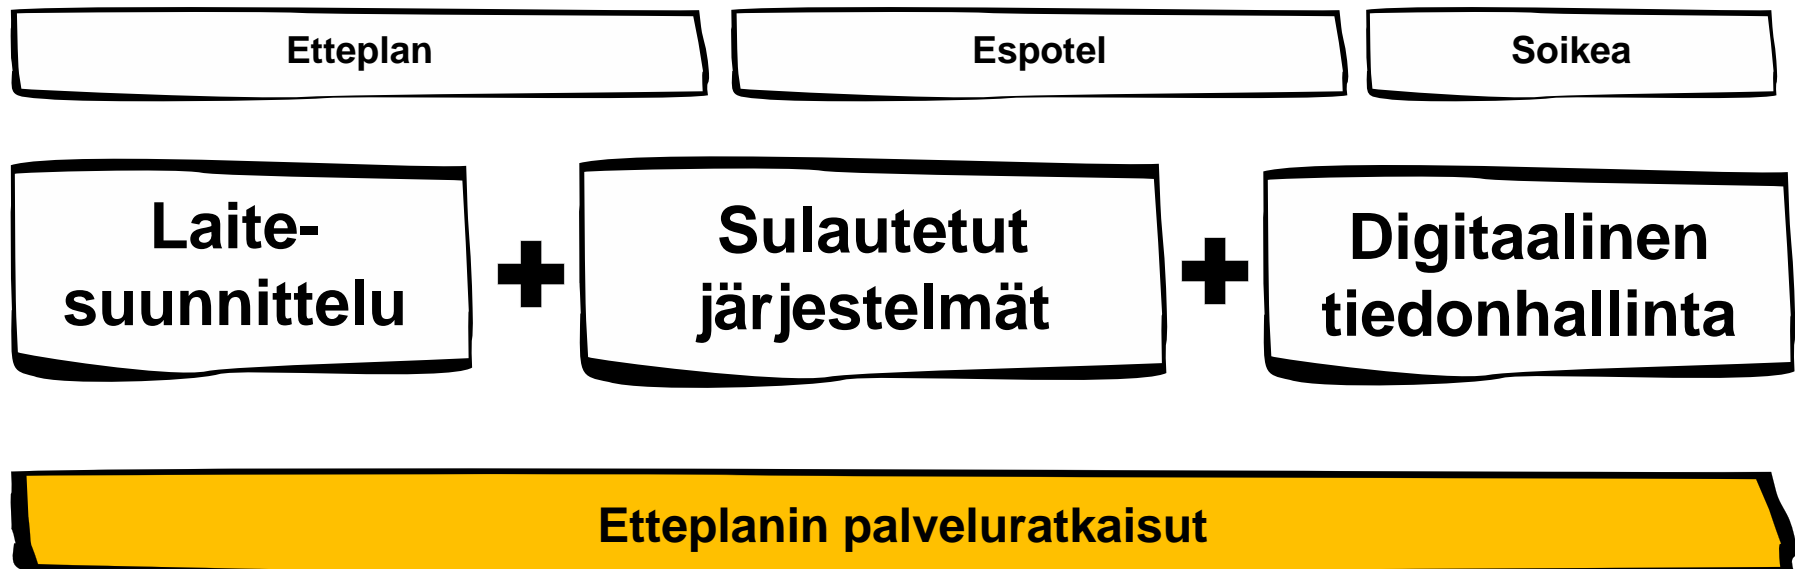 Etteplan
Espotel
Soikea
Laite-
suunnittelu
Sulautetut
järjestelmät
Digitaalinen
tiedonhallinta
Etteplanin palveluratkaisut